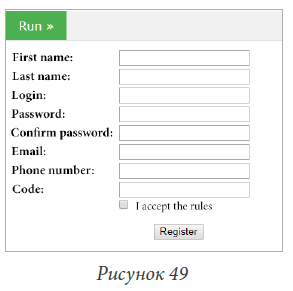 Run »
First name:
Last name:
Login:
Password:
Confirm password:
Email:
Phone number:
Code:
I accept the rules
Register
Рисунок 49